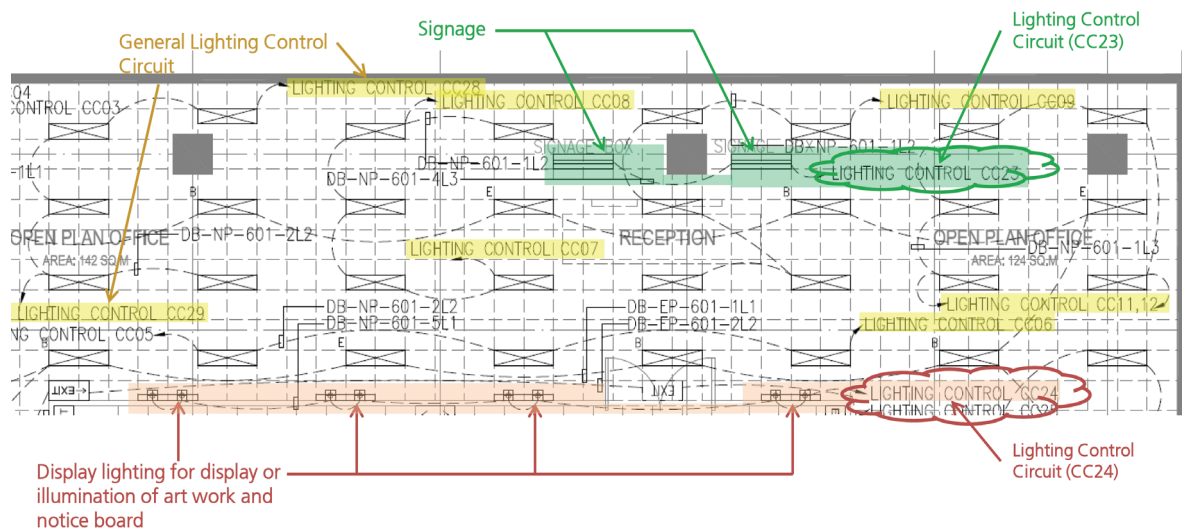 General Lighting Control
Circuit
Signage
Lighting Control
Circuit (CC23)
LIGHTING CONTROL CC28
LIGHTING CONTROL CC08
LIGHTING CONTROL CC09
CONTROL CC03
SIGNAGE BOX
SIGNAGE
DB-NP-601-1L2
DB-NP-601-1L2
LIGHTING CONTROL CC23
DB-NP-601-4L3
B
E
B
E
OPEN PLAN OFFICE
AREA: 142 SQ.M
DB-NP-601-2L2
LIGHTING CONTROL CC07
RECEPTION
OPEN PLAN OFFICE
AREA: 124 SQ.M
DB-NP-601-1L3
LIGHTING CONTROL CC29
DB-NP-601-2L2
DB-NP-601-5L1
DB-EP-601-1L1
DB-EP-601-2L2
LIGHTING CONTROL CC11,12
LIGHTING CONTROL CC06
CONTROL CC05
B
E
B
B
EXIT
EXIT
LIGHTING CONTROL CC24
LIGHTING CONTROL
Display lighting for display or
illumination of art work and
notice board
Lighting Control
Circuit (CC24)